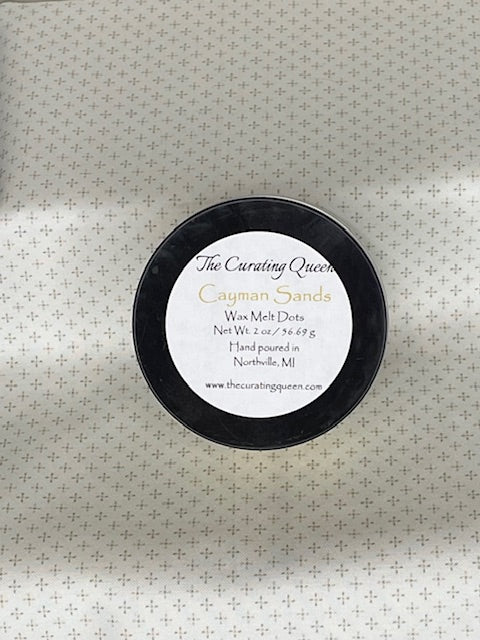 The Curating Queen
Cayman Sands
Wax Melt Dots
Net Wt. 2 oz / 56.69 g
Hand poured in
Northville, MI
www.thecuratingqueen.com